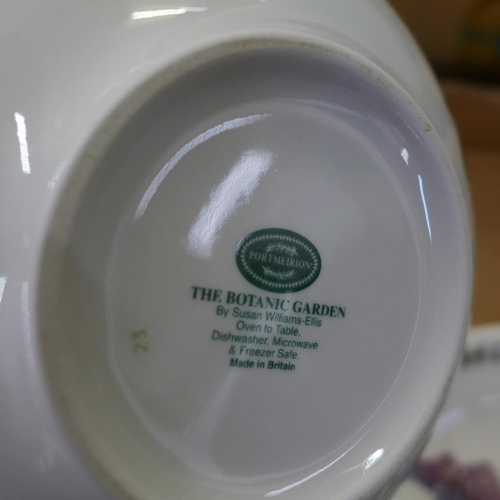 PORTMEIRION
THE BOTANIC GARDEN
By Susan Williams-Ellis
Oven to Table,
Dishwasher, Microwave
& Freezer Safe.
Made in Britain
23